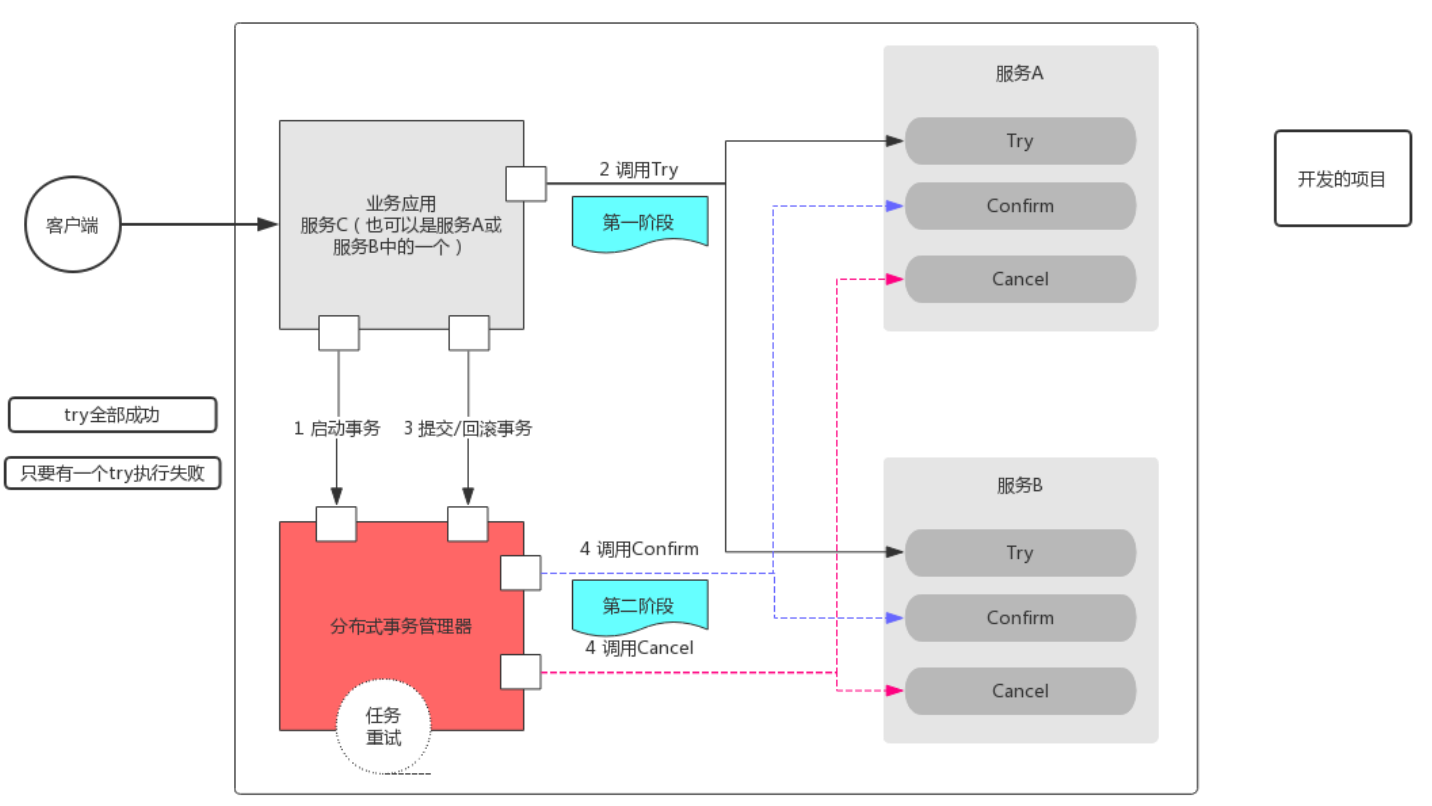 客户端
try全部成功
只要有一个try执行失败
业务应用
服务C（也可以是服务A或
服务B中的一个）
2 调用Try
第一阶段
1 启动事务
3 提交/回滚事务
分布式事务管理器
任务
重试
4 调用Confirm
第二阶段
4 调用Cancel
服务A
Try
Confirm
Cancel
服务B
Try
Confirm
Cancel
开发的项目